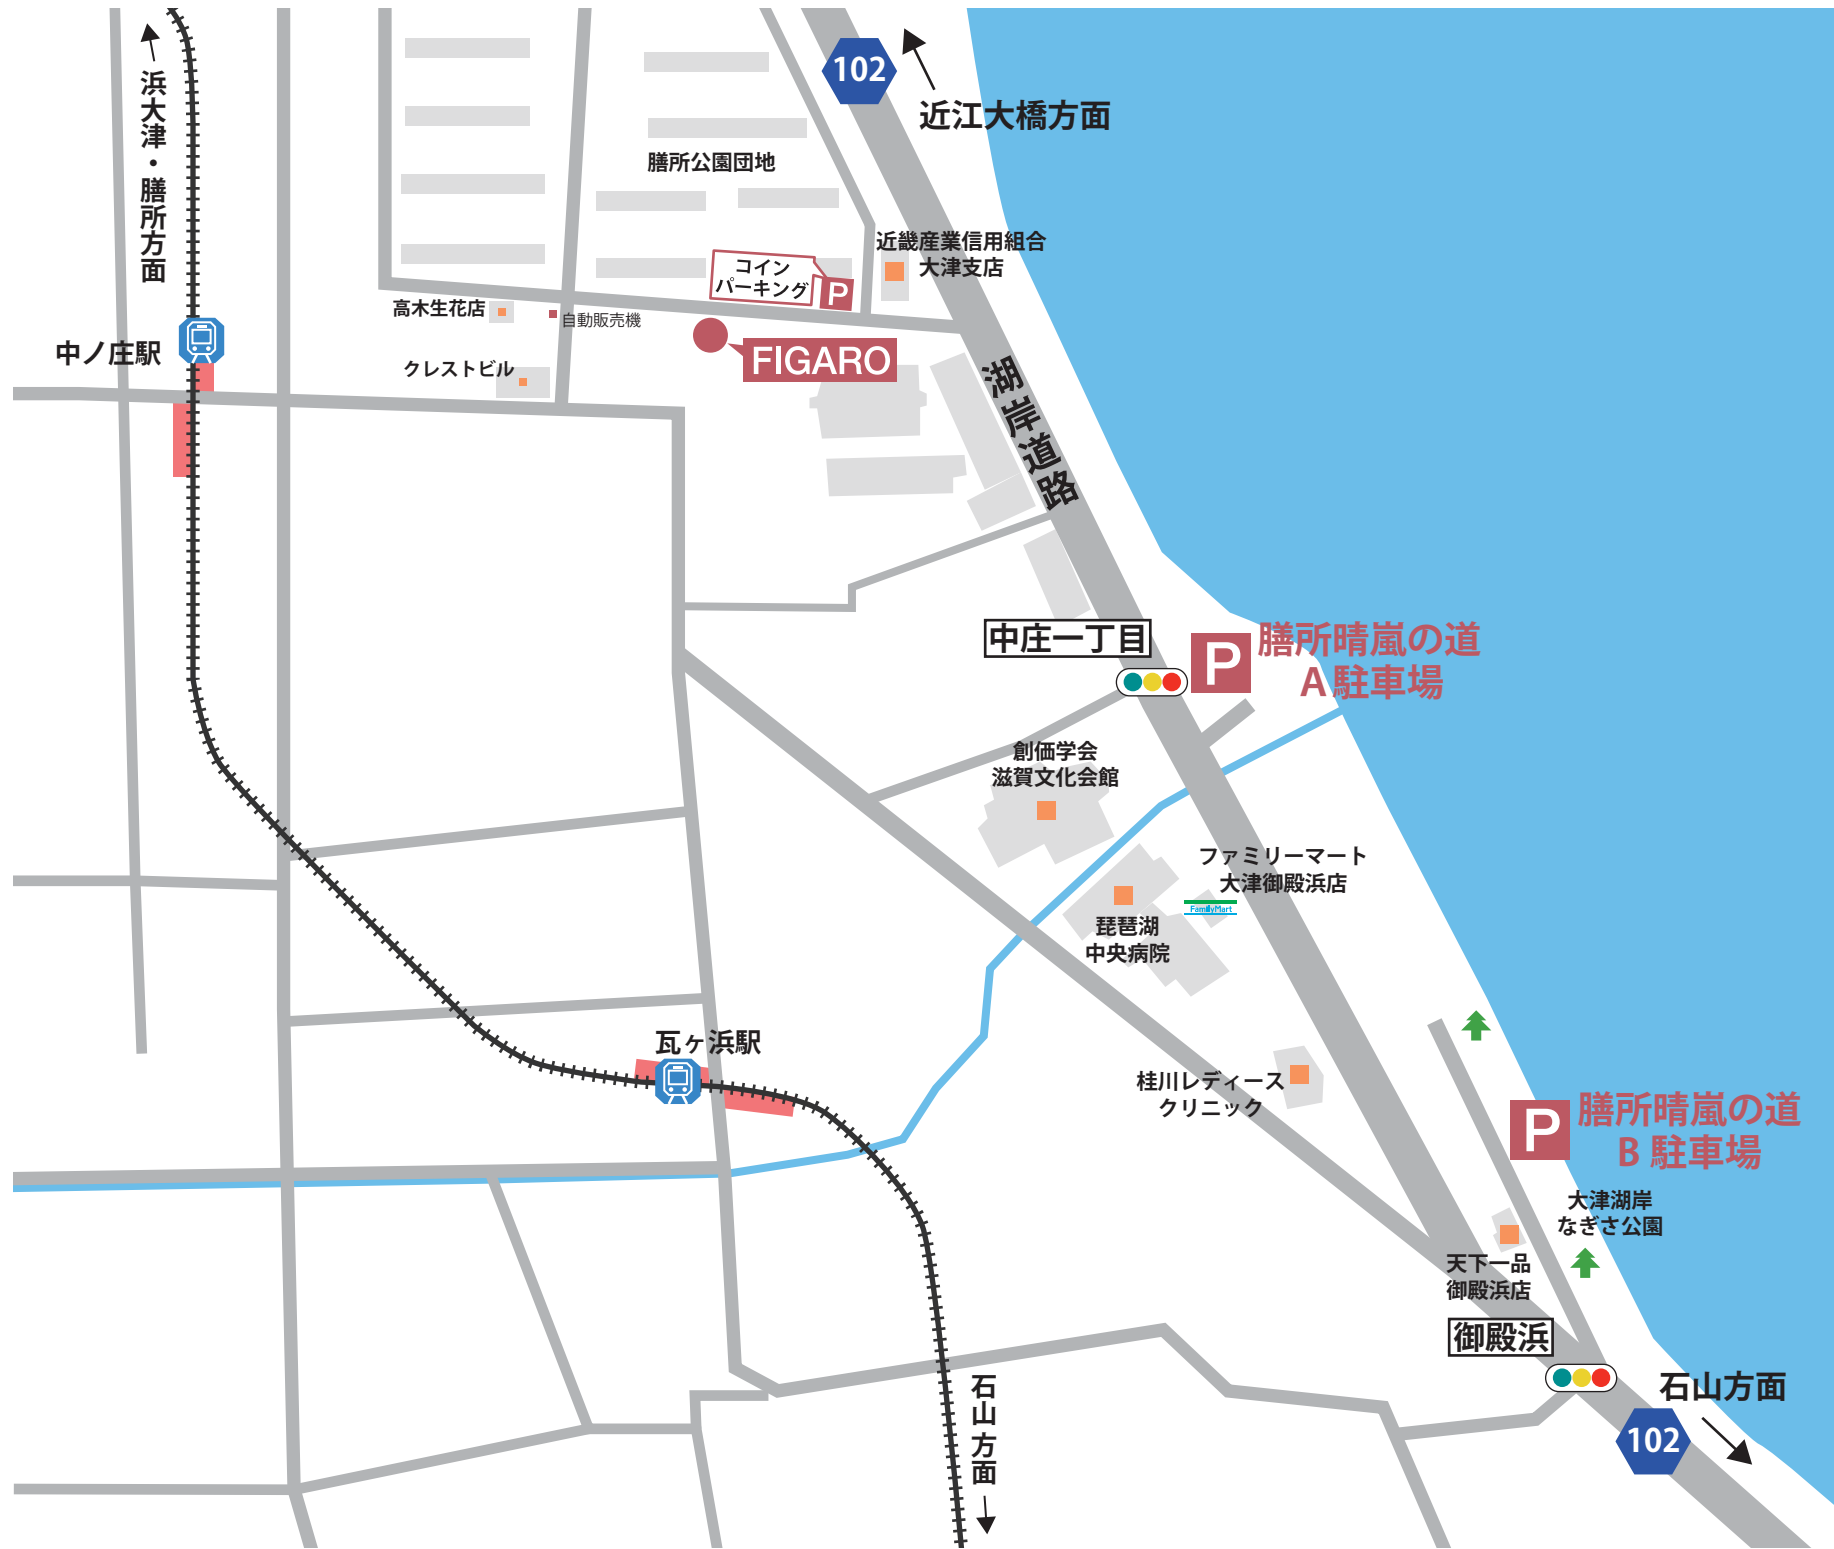 浜大津・膳所方面
102
近江大橋方面
膳所公園団地
近畿産業信用組合
大津支店
コイン
パーキング
P
高木生花店
自動販売機
FIGARO
中ノ庄駅
クレストビル
湖岸道路
中庄一丁目
P
膳所晴嵐の道
A 駐車場
創価学会
滋賀文化会館
ファミリーマート
大津御殿浜店
FamilyMart
琵琶湖
中央病院
瓦ヶ浜駅
桂川レディース
クリニック
P
膳所晴嵐の道
B 駐車場
大津湖岸
なぎさ公園
天下一品
御殿浜店
御殿浜
石山方面
石山方面
102